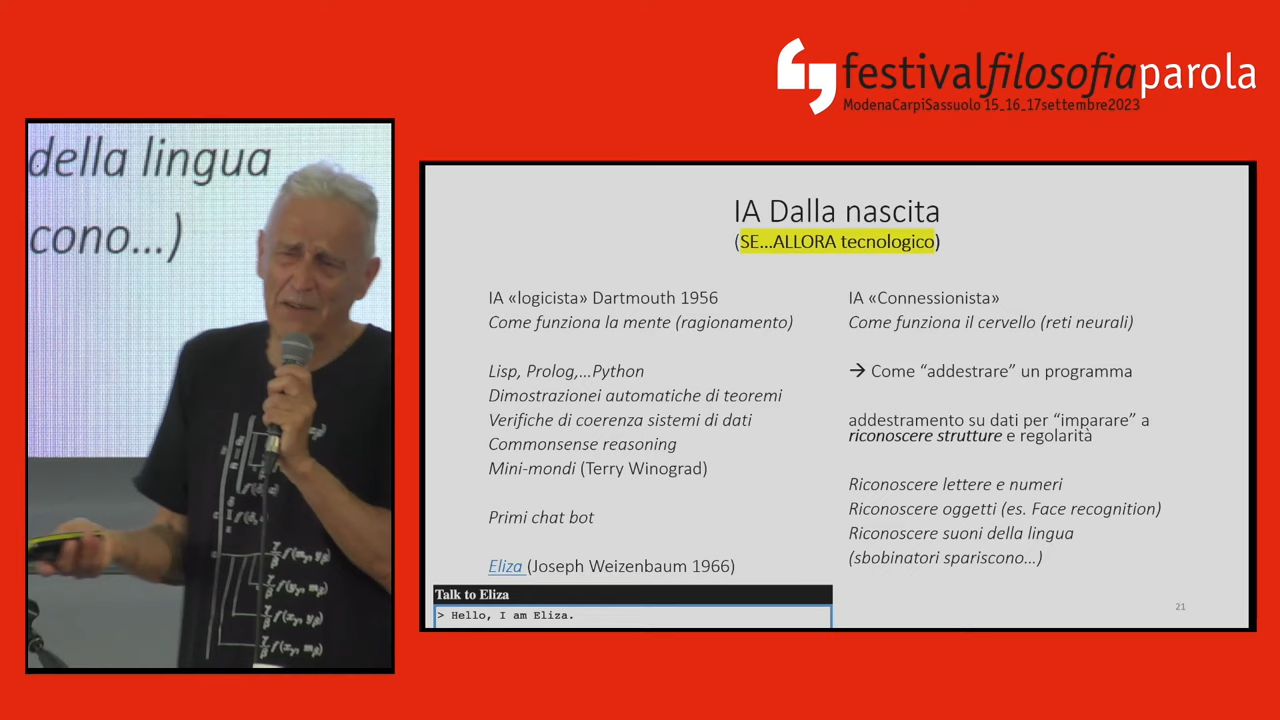 festivalfilosofiaparola
ModenaCarpiSassuolo 15_16_17settembre2023
della lingua
cono...)
IA Dalla nascita
(SE...ALLORA tecnologico)
IA «logicista» Dartmouth 1956
Come funziona la mente (ragionamento)
Lisp, Prolog,...Python
Dimostrazionei automatiche di teoremi
Verifiche di coerenza sistemi di dati
Commonsense reasoning
Mini-mondi (Terry Winograd)
Primi chat bot
Eliza (Joseph Weizenbaum 1966)
Talk to Eliza
> Hello, I am Eliza.
IA «Connessionista»
Come funziona il cervello (reti neurali)
→ Come “addestrare” un programma
addestramento su dati per “imparare” a
riconoscere strutture e regolarità
Riconoscere lettere e numeri
Riconoscere oggetti (es. Face recognition)
Riconoscere suoni della lingua
(sbobinatori spariscono...)
21